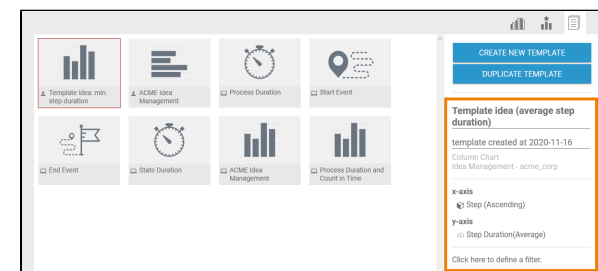 CREATE NEW TEMPLATE
DUPLICATE TEMPLATE
Template idea: min
step duration
ACME Idea
Management
Process Duration
Start Event
End Event
State Duration
ACME Idea
Management
Process Duration and
Count in Time
Template idea (average step
duration)
template created at 2020-11-16
Column Chart
Idea Management - acme_corp
x-axis
Step (Ascending)
y-axis
Step Duration(Average)
Click here to define a filter.